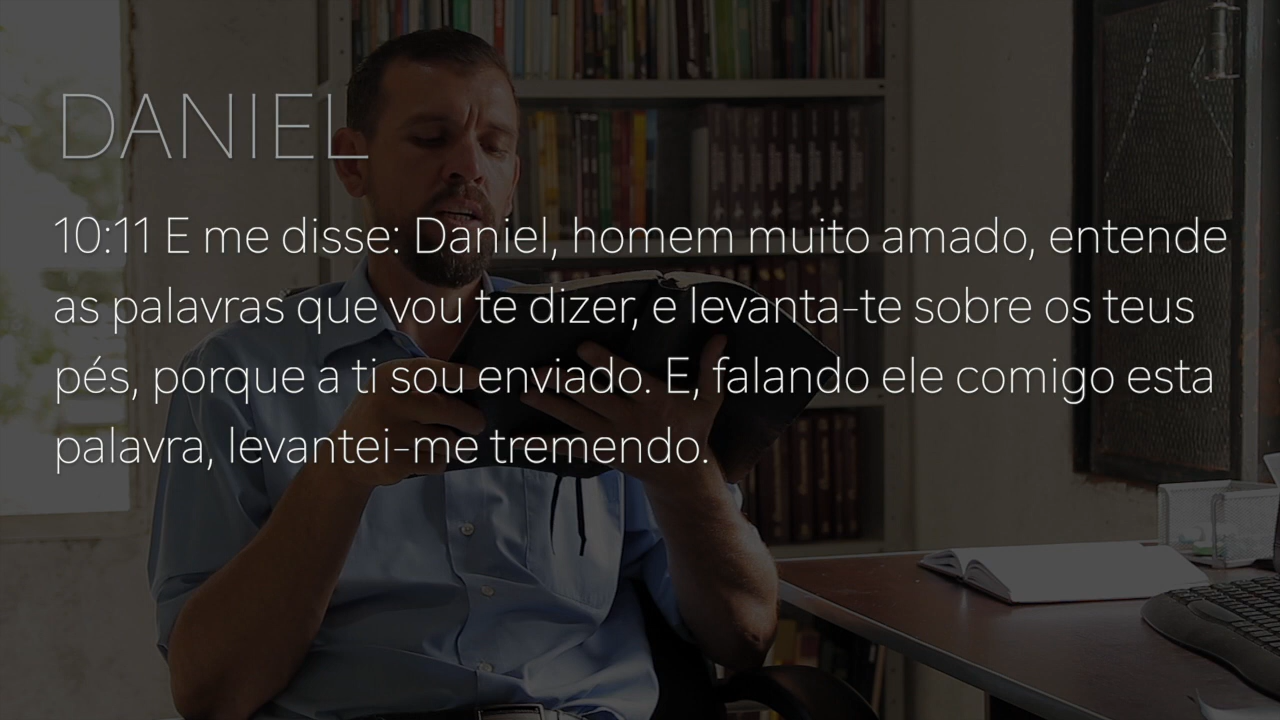 DANIEL
10:11 E me disse: Daniel, homem muito amado, entende
as palavras que vou te dizer, e levanta-te sobre os teus
pés, porque a ti sou enviado. E, falando ele comigo esta
palavra, levantei-me tremendo.